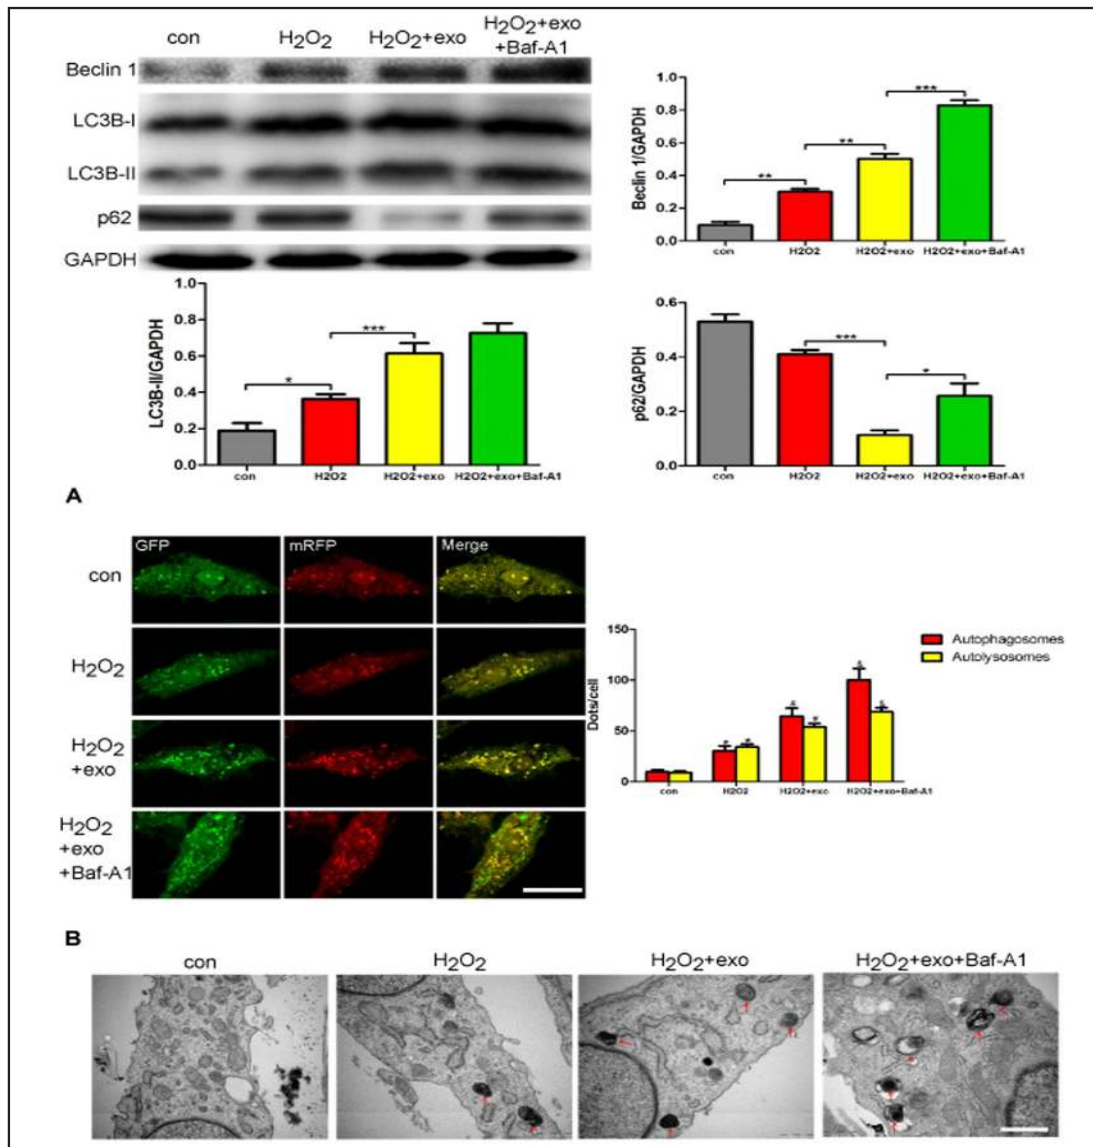 con H₂O₂ H₂O₂+exo H₂O₂+exo
+Baf-A1
Beclin 1
LC3B-I
LC3B-II
p62
GAPDH
Beclin 1/GAPDH
1.0
0.8
0.6
0.4
0.2
0.0
** ** ***
con H2O2 H2O2+exo H2O2+exo+Baf-A1
LC3B-II/GAPDH
1.0
0.8
0.6
0.4
0.2
0.0
* ***
con H2O2 H2O2+exo H2O2+exo+Baf-A1
p62/GAPDH
0.6
0.4
0.2
0.0
*** *
con H2O2 H2O2+exo H2O2+exo+Baf-A1
A
GFP mRFP Merge
con
H₂O₂
H₂O₂
+exo
H₂O₂
+exo
+Baf-A1
Dots/cell
150
100
50
0
con H2O2 H2O2+exo H2O2+exo+Baf-A1
Autophagosomes
Autolysosomes
B
con H₂O₂ H₂O₂+exo H₂O₂+exo+Baf-A1